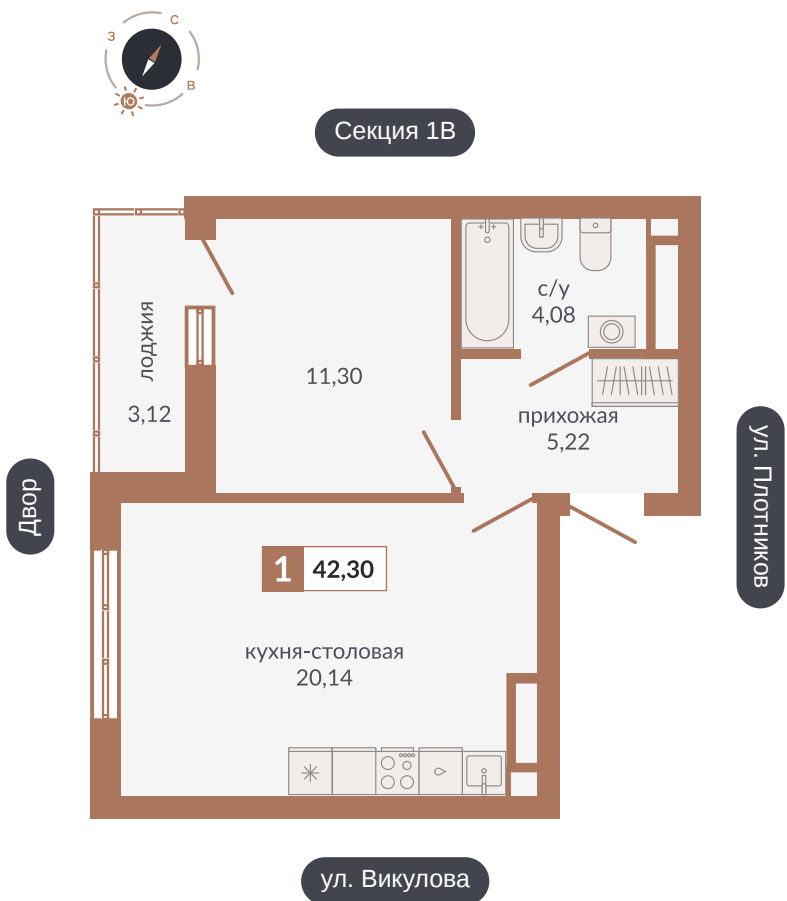 С
З
В
Ю
Секция 1В
лоджия
3,12
11,30
с/у
4,08
прихожая
5,22
Двор
ул. Плотников
1 42,30
кухня-столовая
20,14
ул. Викулова